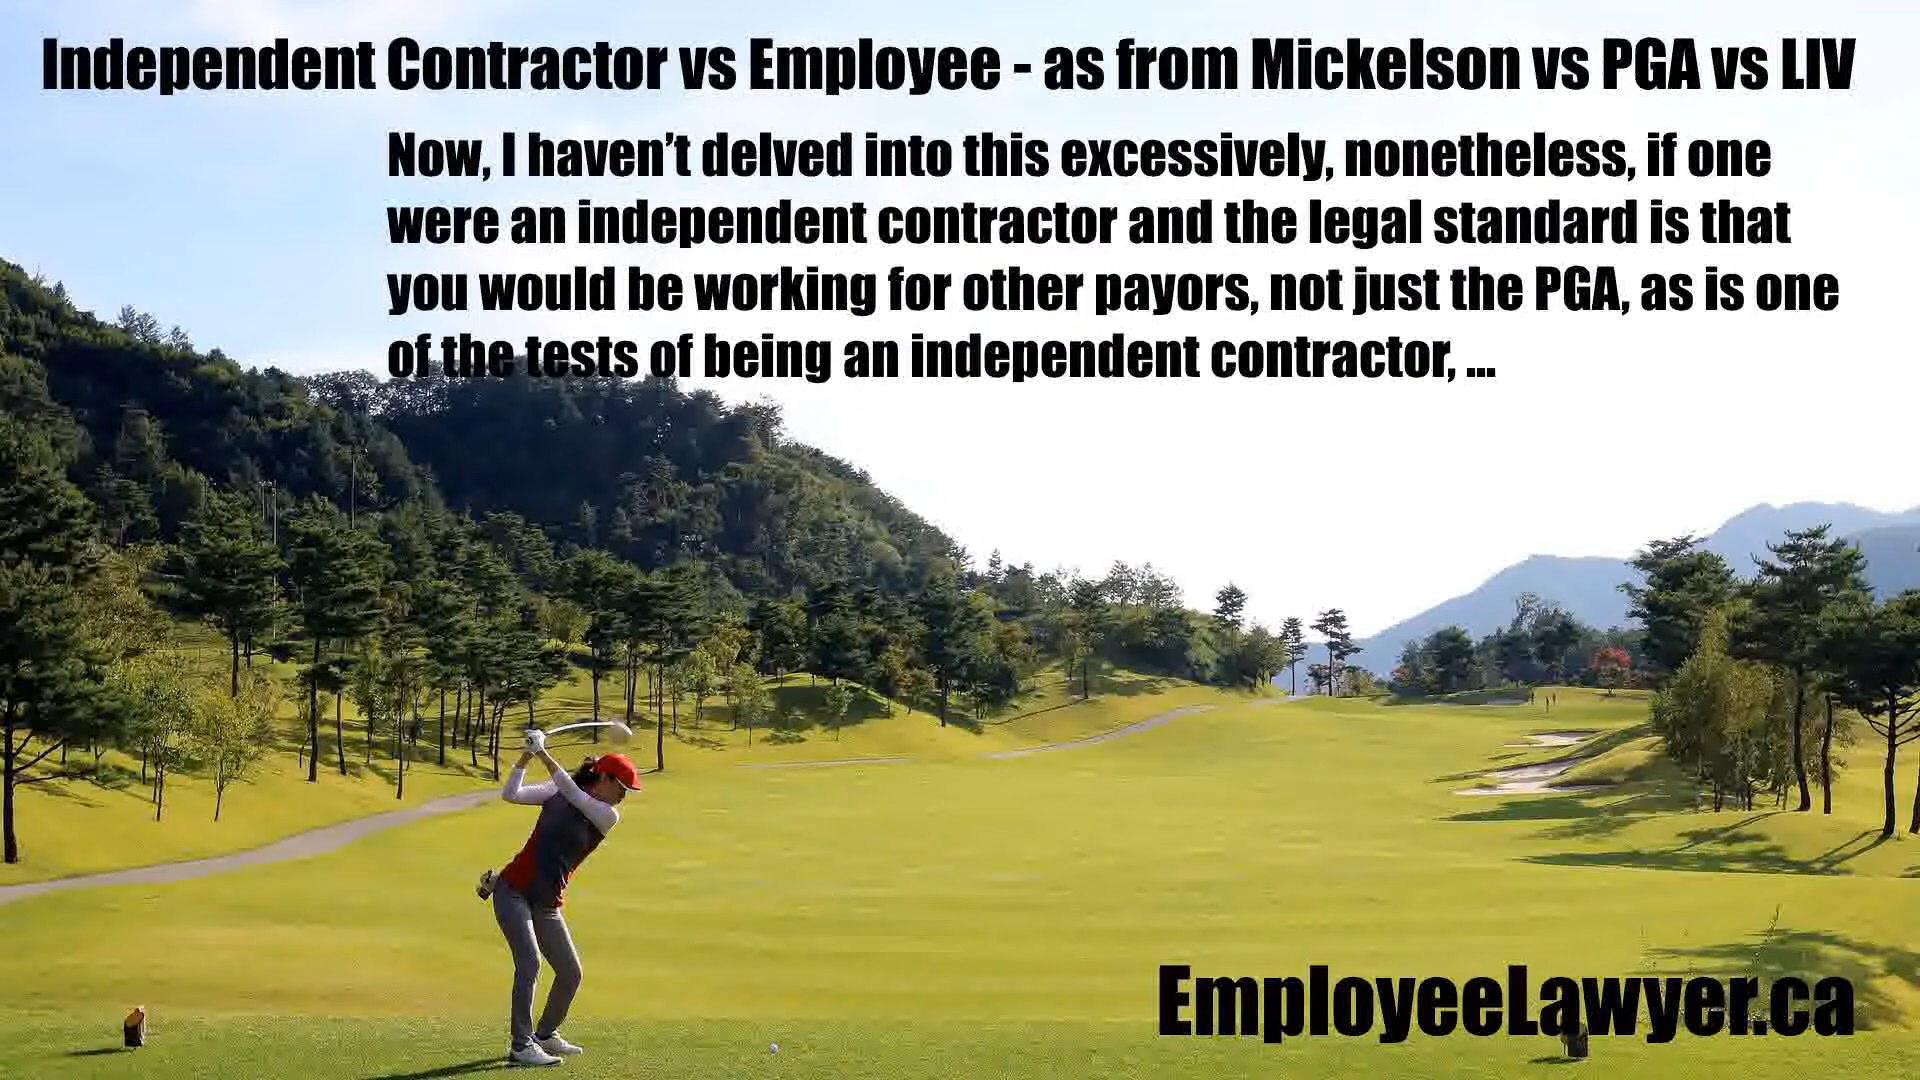 Independent Contractor vs Employee - as from Mickelson vs PGA vs LIV
Now, I haven’t delved into this excessively, nonetheless, if one
were an independent contractor and the legal standard is that
you would be working for other payors, not just the PGA, as is one
of the tests of being an independent contractor, ...
EmployeeLawyer.ca